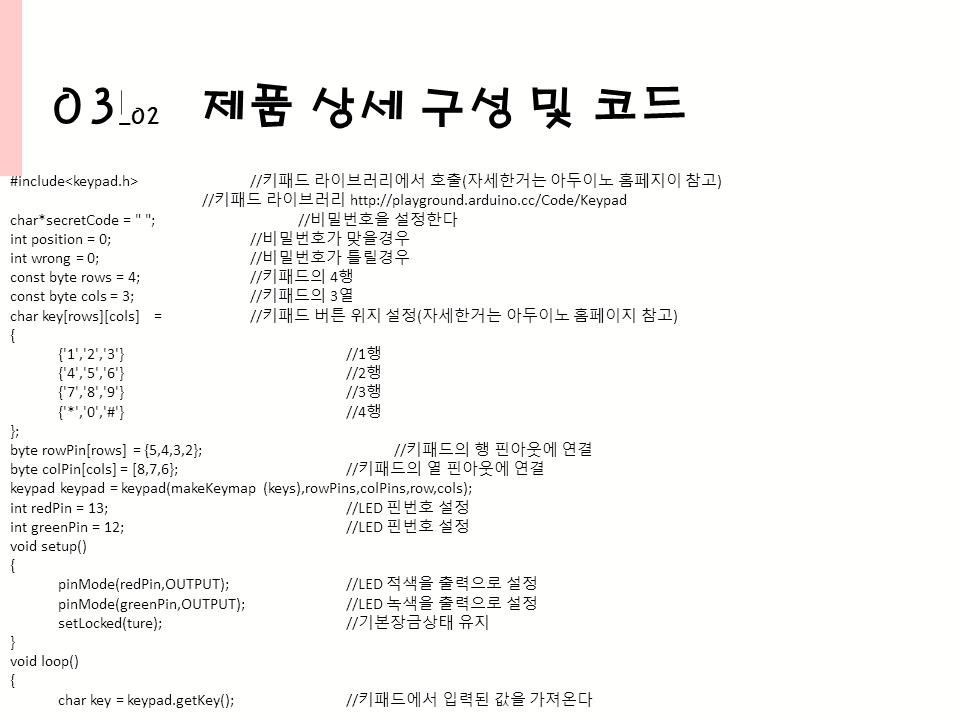 03_02 제품 상세 구성 및 코드
#include<keypad.h> //키패드 라이브러리에서 호출(자세한거는 아두이노 홈페지이 참고)
//키패드 라이브러리 http://playground.arduino.cc/Code/Keypad
char*secretCode = " "; //비밀번호을 설정한다
int position = 0; //비밀번호가 맞을경우
int wrong = 0; //비밀번호가 틀릴경우
const byte rows = 4; //키패드의 4행
const byte cols = 3; //키패드의 3열
char key[rows][cols] = //키패드 버튼 위지 설정(자세한거는 아두이노 홈페이지 참고)
{
{'1','2','3'} //1행
{'4','5','6'} //2행
{'7','8','9'} //3행
{'*','0','#'} //4행
};
byte rowPin[rows] = {5,4,3,2}; //키패드의 행 핀아웃에 연결
byte colPin[cols] = [8,7,6}; //키패드의 열 핀아웃에 연결
keypad keypad = keypad(makeKeymap (keys),rowPins,colPins,row,cols);
int redPin = 13; //LED 핀번호 설정
int greenPin = 12; //LED 핀번호 설정
void setup()
{
pinMode(redPin,OUTPUT); //LED 적색을 출력으로 설정
pinMode(greenPin,OUTPUT); //LED 녹색을 출력으로 설정
setLocked(ture); //기본장금상태 유지
}
void loop()
{
char key = keypad.getKey(); //키패드에서 입력된 값을 가져온다